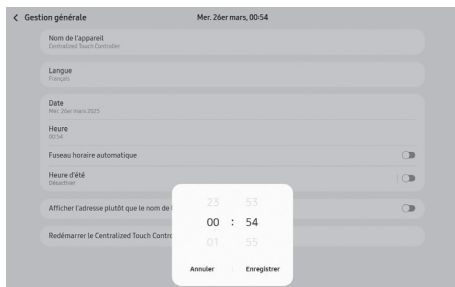 Gestion générale
Mer. 26er mars, 00:54
Nom de l'appareil
Centralized Touch Controller
Langue
Français
Date
Mer. 26er mars 2025
Heure
00:54
Fuseau horaire automatique
Heure d'été
Désactiver
Afficher l'adresse plutôt que le nom de
Redémarrer le Centralized Touch Contro
23 53
00 : 54
01 55
Annuler Enregistrer